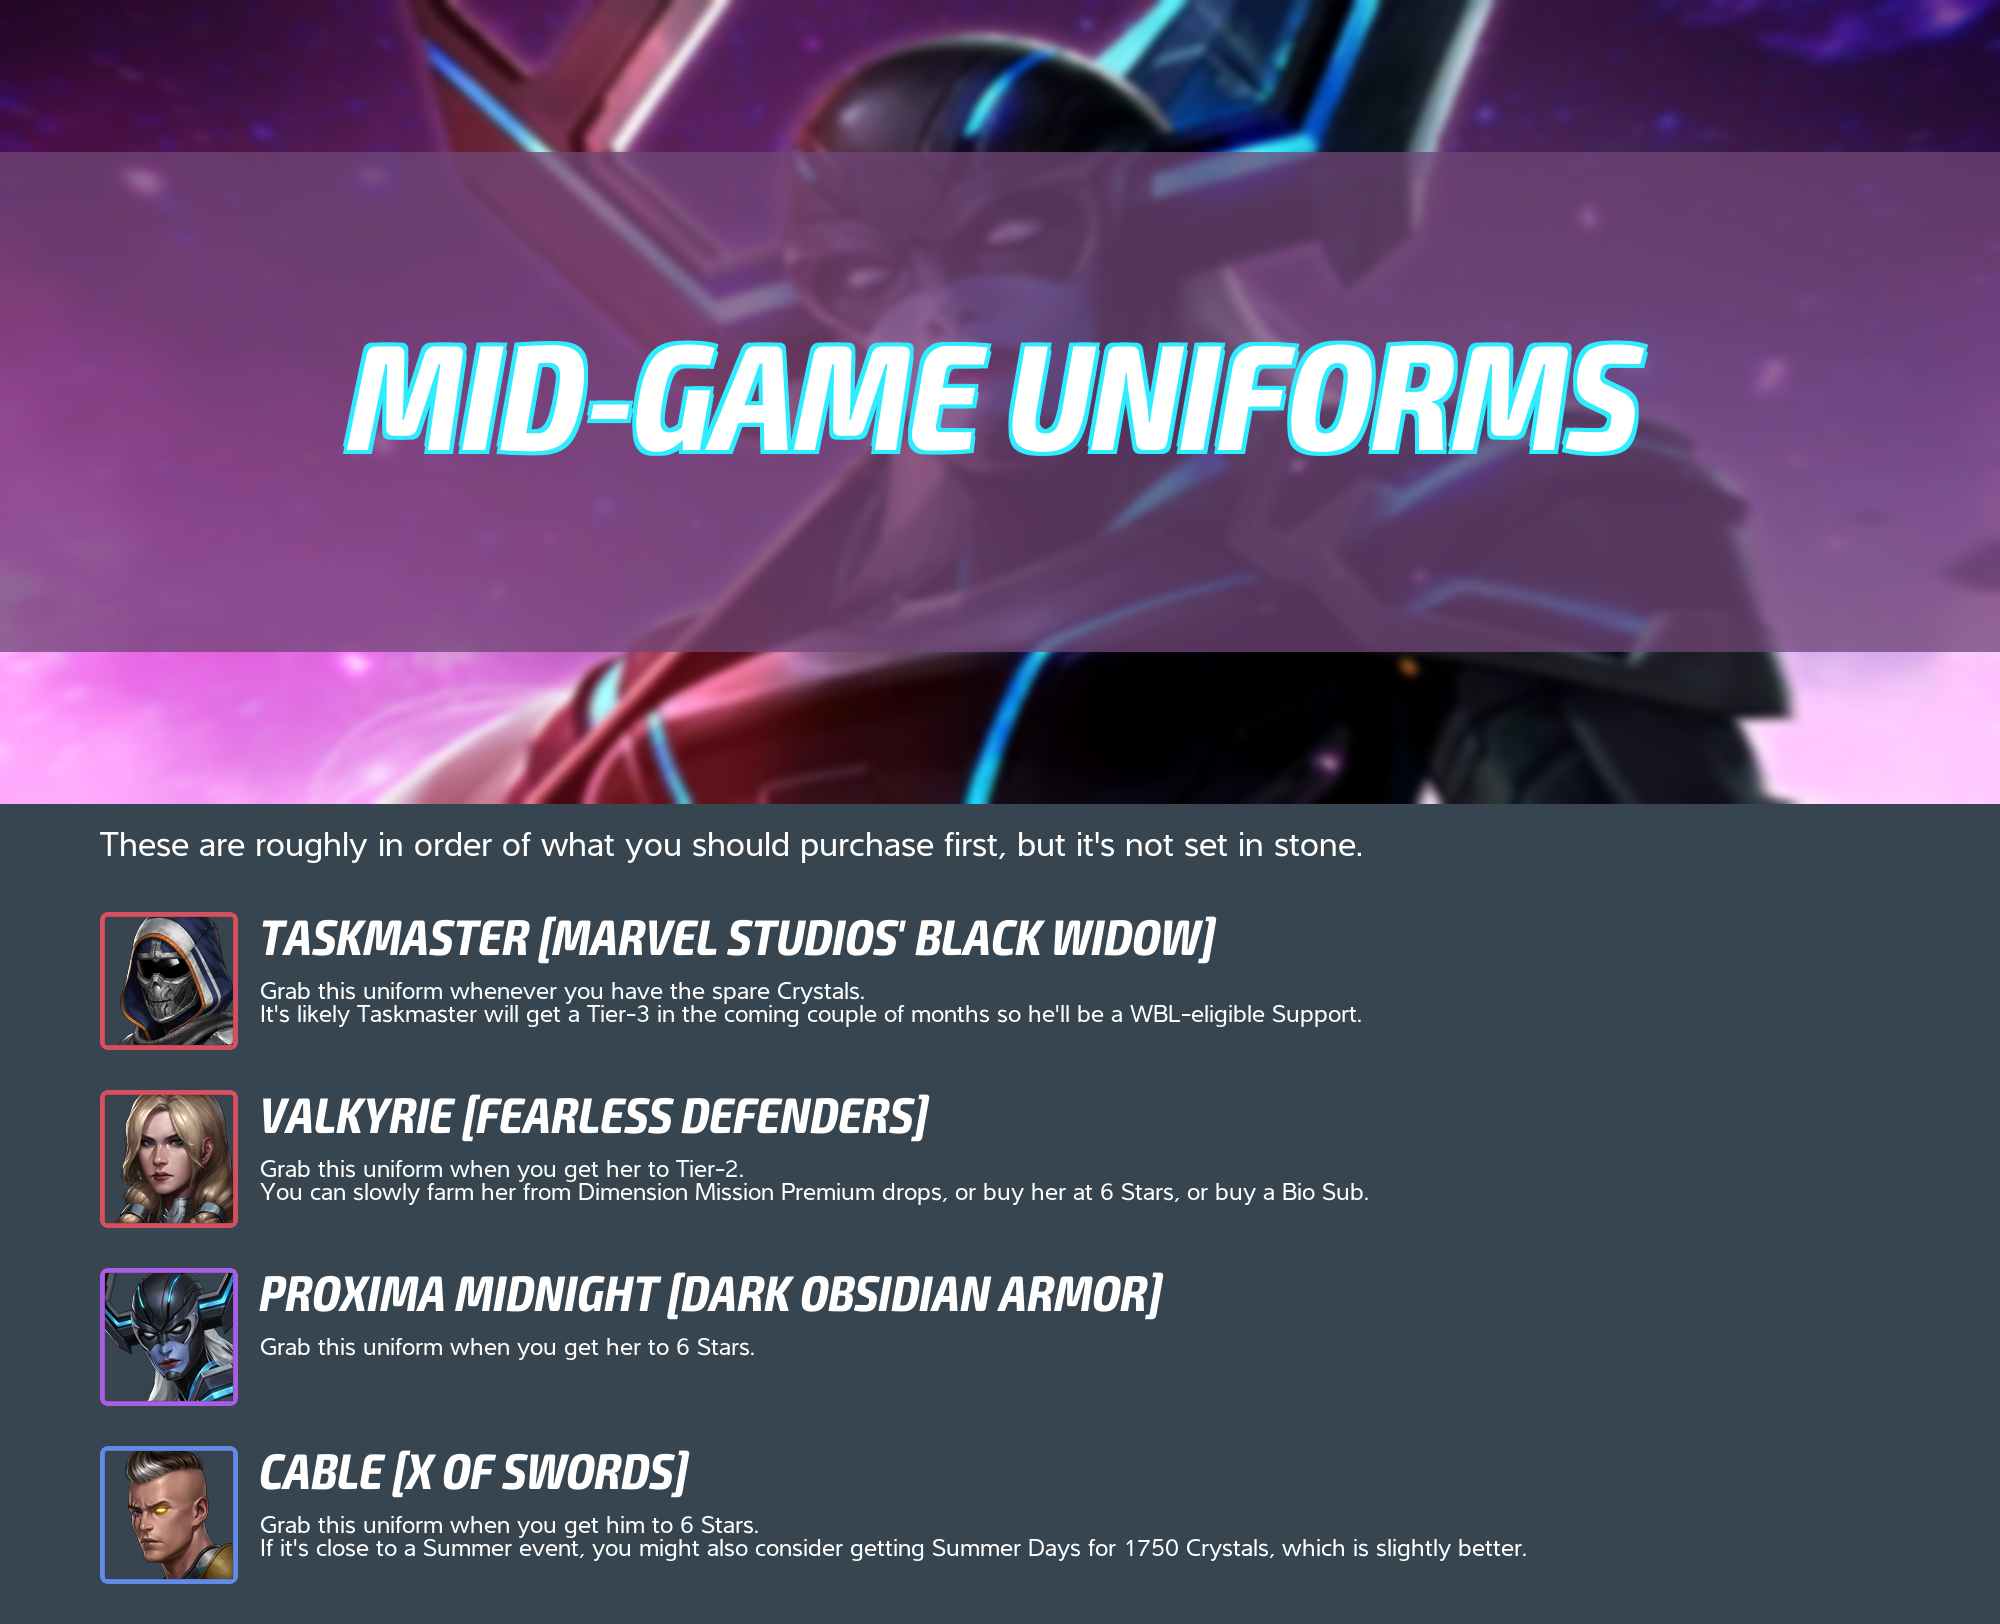 MID-GAME UNIFORMS
These are roughly in order of what you should purchase first, but it's not set in stone.
TASKMASTER [MARVEL STUDIOS' BLACK WIDOW]
Grab this uniform whenever you have the spare Crystals.
It's likely Taskmaster will get a Tier-3 in the coming couple of months so he'll be a WBL-eligible Support.
VALKYRIE [FEARLESS DEFENDERS]
Grab this uniform when you get her to Tier-2.
You can slowly farm her from Dimension Mission Premium drops, or buy her at 6 Stars, or buy a Bio Sub.
PROXIMA MIDNIGHT [DARK OBSIDIAN ARMOR]
Grab this uniform when you get her to 6 Stars.
CABLE [X OF SWORDS]
Grab this uniform when you get him to 6 Stars.
If it's close to a Summer event, you might also consider getting Summer Days for 1750 Crystals, which is slightly better.